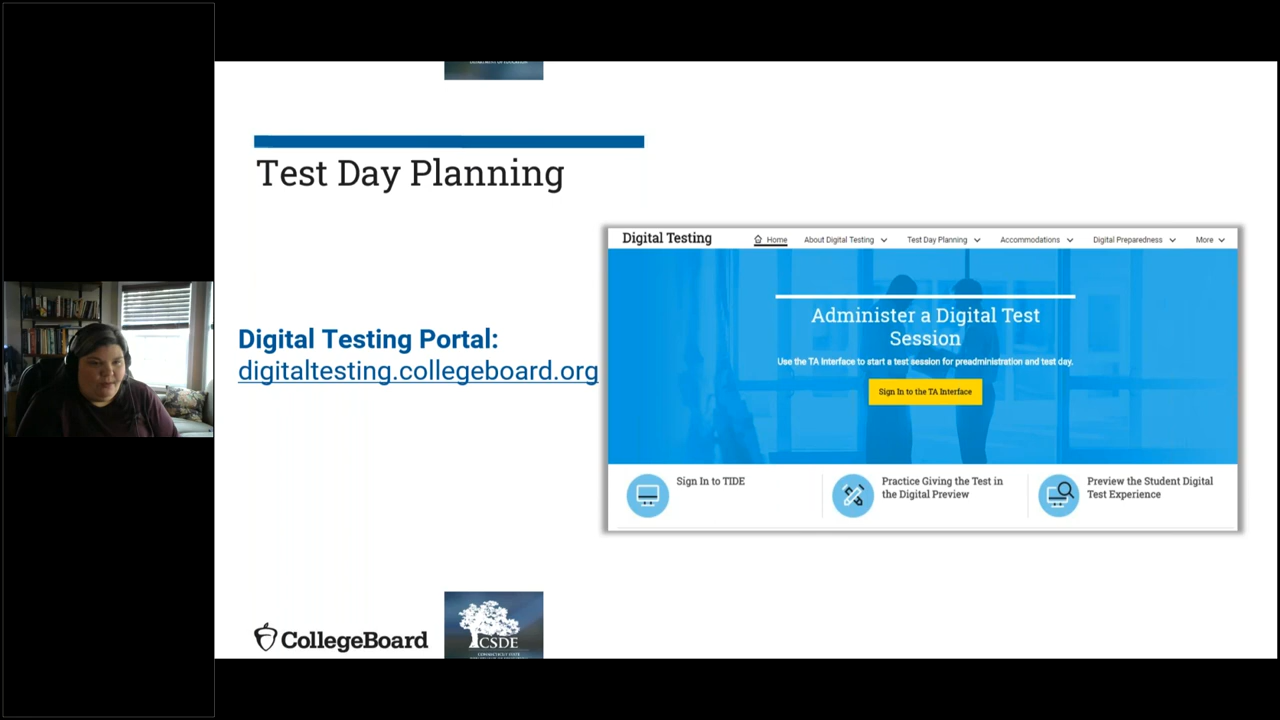 Test Day Planning
Digital Testing Portal:
digitaltesting.collegeboard.org
Digital Testing
Home
About Digital Testing
Test Day Planning
Accommodations
Digital Preparedness
More
Administer a Digital Test
Session
Use the TA Interface to start a test session for preadministration and test day.
Sign In to the TA Interface
Sign In to TIDE
Practice Giving the Test in
the Digital Preview
Preview the Student Digital
Test Experience
CollegeBoard
CSDE
CONNECTICUT STATE